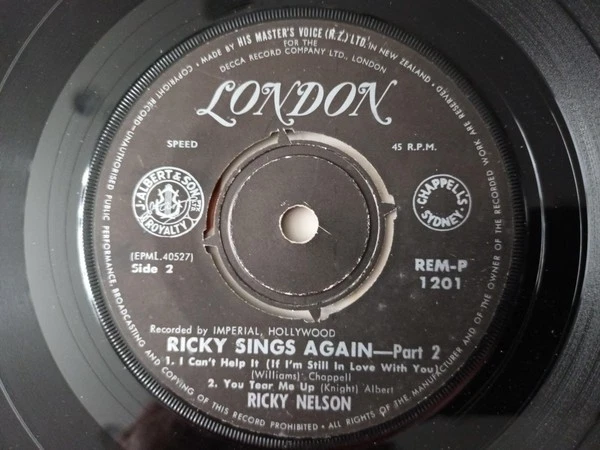 MADE BY HIS MASTER'S VOICE (N.Z.) LTD. IN NEW ZEALAND
FOR THE
DECCA RECORD COMPANY LTD., LONDON
LONDON
SPEED
45 R.P.M.
J. ALBERT & SON
ROYALTY
CHAPPELL'S
SYDNEY.
(EPML.40527)
Side 2
REM-P
1201
Recorded by IMPERIAL, HOLLYWOOD
RICKY SINGS AGAIN—Part 2
1. I Can't Help It (If I'm Still In Love With You)
(Williams) Chappell
2. You Tear Me Up (Knight) Albert
RICKY NELSON
ALL RIGHTS OF THE MANUFACTURER AND OF THE OWNER OF THE RECORDED WORK ARE RESERVED
COPYRIGHT RECORD—UNAUTHORISED PUBLIC PERFORMANCE, BROADCASTING AND COPYING OF THIS RECORD PROHIBITED